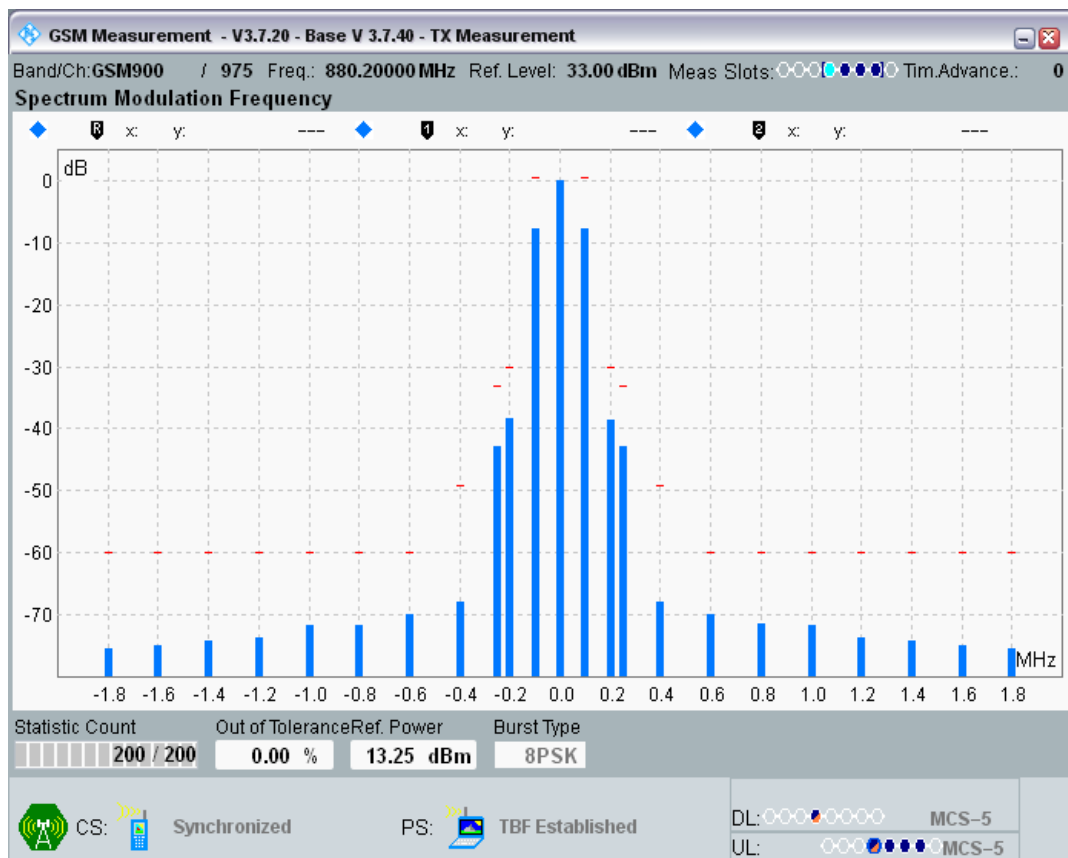 GSM Measurement - V3.7.20 - Base V 3.7.40 - TX Measurement
Band/Ch:GSM900 / 975 Freq.: 880.20000 MHz Ref. Level: 33.00 dBm Meas Slots: Tim.Advance.: 0
Spectrum Modulation Frequency
R x: y: --- 1 x: y: --- 2 x: y: ---
dB
0
-10
-20
-30
-40
-50
-60
-70
MHz
-1.8 -1.6 -1.4 -1.2 -1.0 -0.8 -0.6 -0.4 -0.2 0.0 0.2 0.4 0.6 0.8 1.0 1.2 1.4 1.6 1.8
Statistic Count Out of Tolerance Ref. Power Burst Type
200 / 200 0.00 % 13.25 dBm 8PSK
CS: Synchronized PS: TBF Established
DL: MCS-5
UL: MCS-5